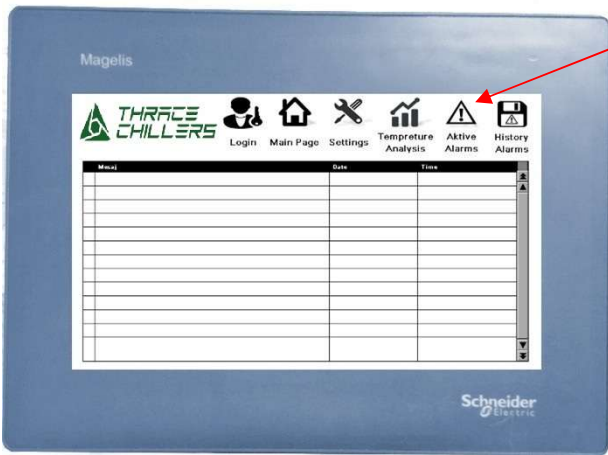 Magelis
THRACE
CHILLERS
Login
Main Page
Settings
Tempreture
Analysis
Aktive
Alarms
History
Alarms
Mesaj
Date
Time
Schneider
Electric